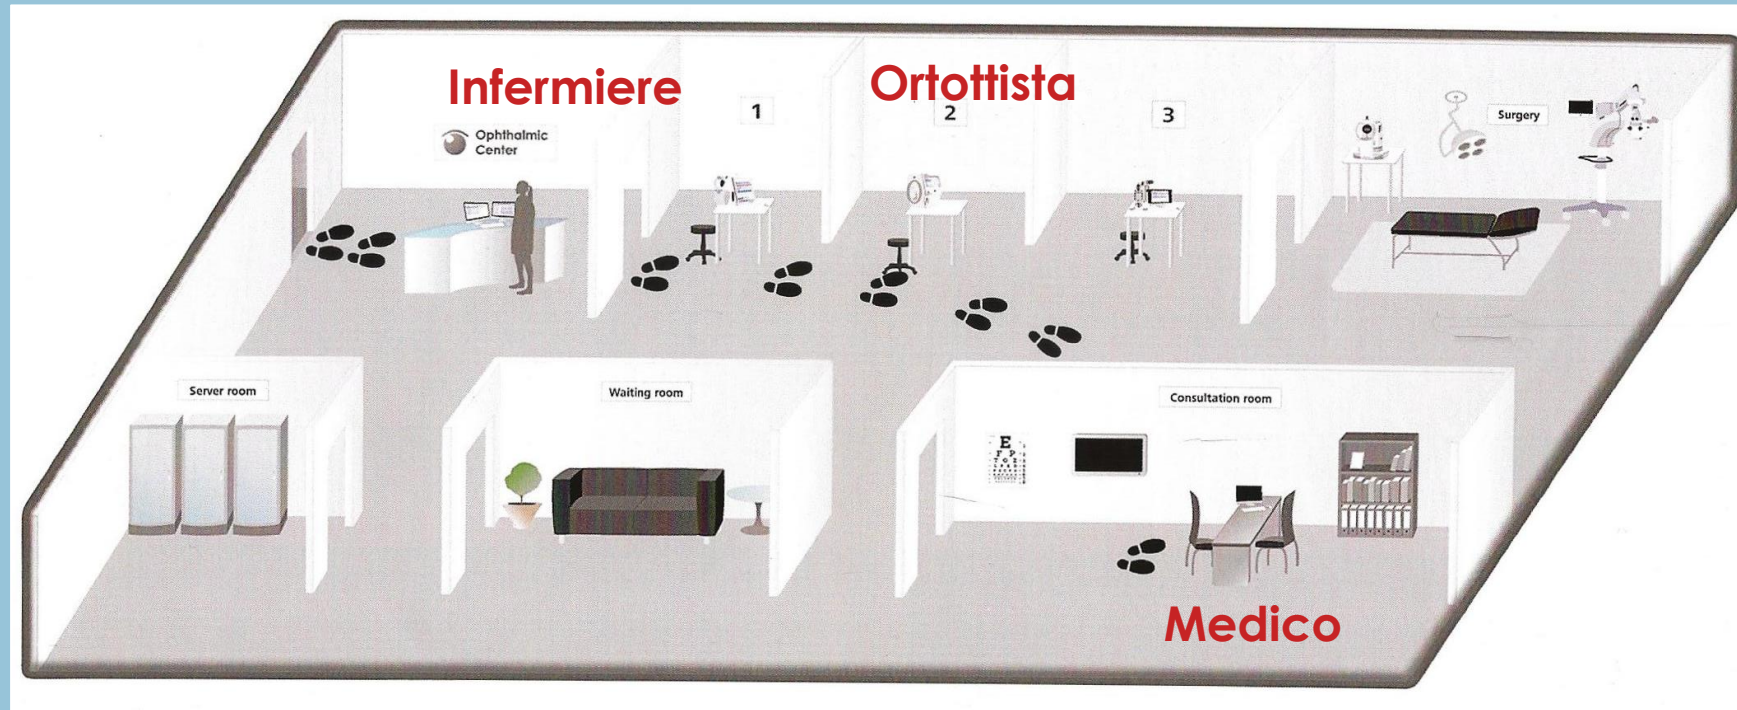 Infermiere
Ortottista
1
2
3
Surgery
Ophthalmic
Center
Server room
Waiting room
Consultation room
E
F P
T O Z
Medico